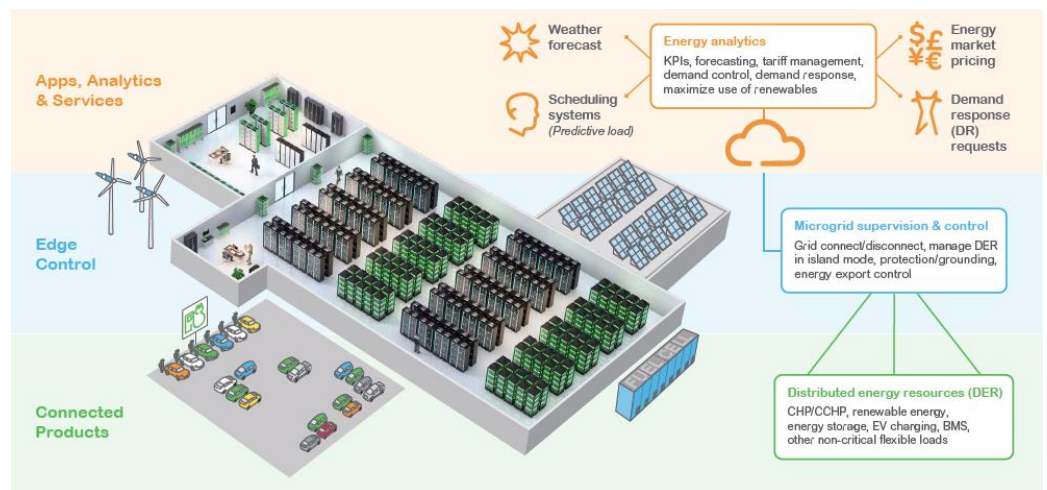 Apps, Analytics
& Services
Weather
forecast
Scheduling
systems
(Predictive load)
Energy analytics
KPIs, forecasting, tariff management,
demand control, demand response,
maximize use of renewables
$£
¥€
Energy
market
pricing
Demand
response
(DR)
requests
Edge
Control
Microgrid supervision & control
Grid connect/disconnect, manage DER
in island mode, protection/grounding,
energy export control
Connected
Products
FUEL CELL
Distributed energy resources (DER)
CHP/CCHP, renewable energy,
energy storage, EV charging, BMS,
other non-critical flexible loads